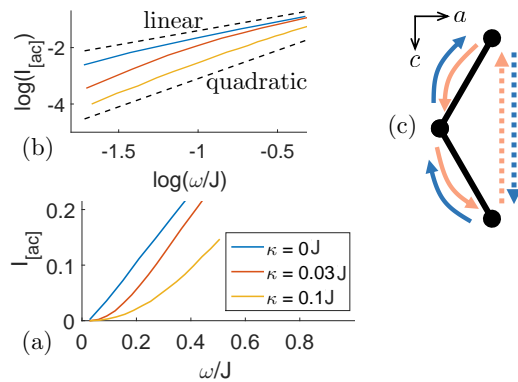 linear
quadratic
log(I[ac])
-2
-4
-1.5
-1
-0.5
log(ω/J)
(b)
a
c
(c)
I[ac]
0.2
0.1
0
0
0.2
0.4
0.6
0.8
ω/J
κ = 0J
κ = 0.03J
κ = 0.1J
(a)